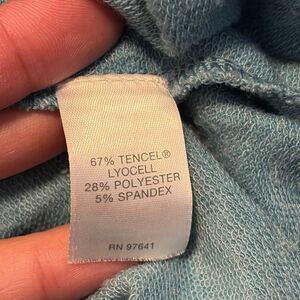 67% TENCEL®
LYOCELL
28% POLYESTER
5% SPANDEX
RN 97641